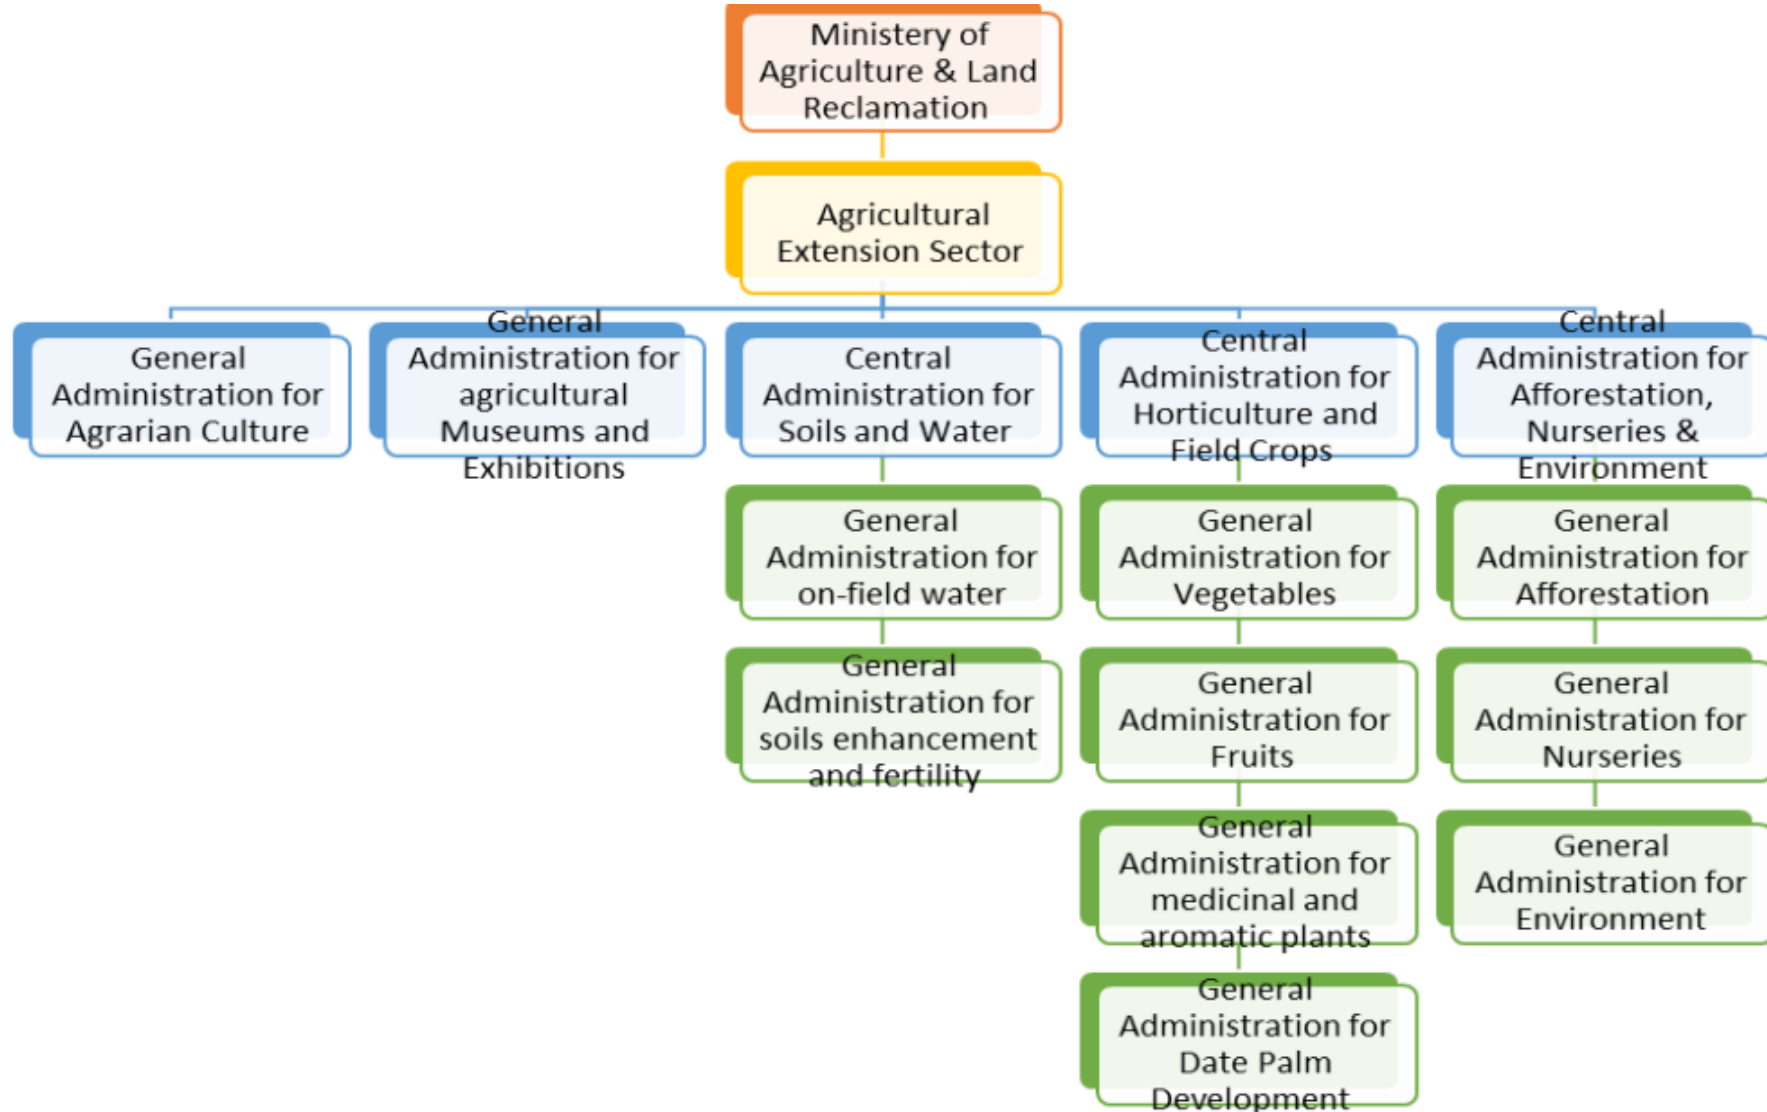 Ministery of
Agriculture & Land
Reclamation
Agricultural
Extension Sector
General
Administration for
Agrarian Culture
General
Administration for
agricultural
Museums and
Exhibitions
Central
Administration for
Soils and Water
Central
Administration for
Horticulture and
Field Crops
Central
Administration for
Afforestation,
Nurseries &
Environment
General
Administration for
on-field water
General
Administration for
soils enhancement
and fertility
General
Administration for
Vegetables
General
Administration for
Fruits
General
Administration for
medicinal and
aromatic plants
General
Administration for
Date Palm
Development
General
Administration for
Afforestation
General
Administration for
Nurseries
General
Administration for
Environment